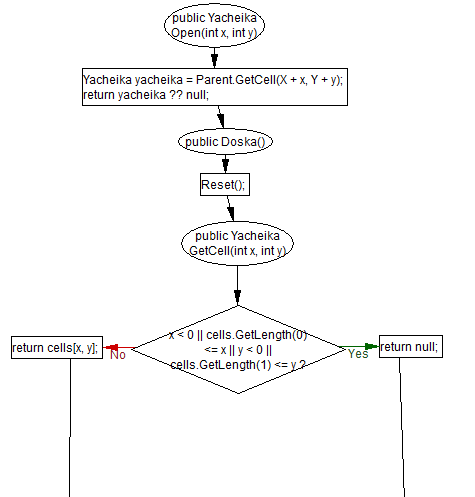 public Yacheika
Open(int x, int y)
Yacheika yacheika = Parent.GetCell(X + x, Y + y);
return yacheika ?? null;
public Doska()
Reset();
public Yacheika
GetCell(int x, int y)
x < 0 || cells.GetLength(0)
<= x || y < 0 ||
cells.GetLength(1) <= y ?
return cells[x, y];
No
Yes
return null;